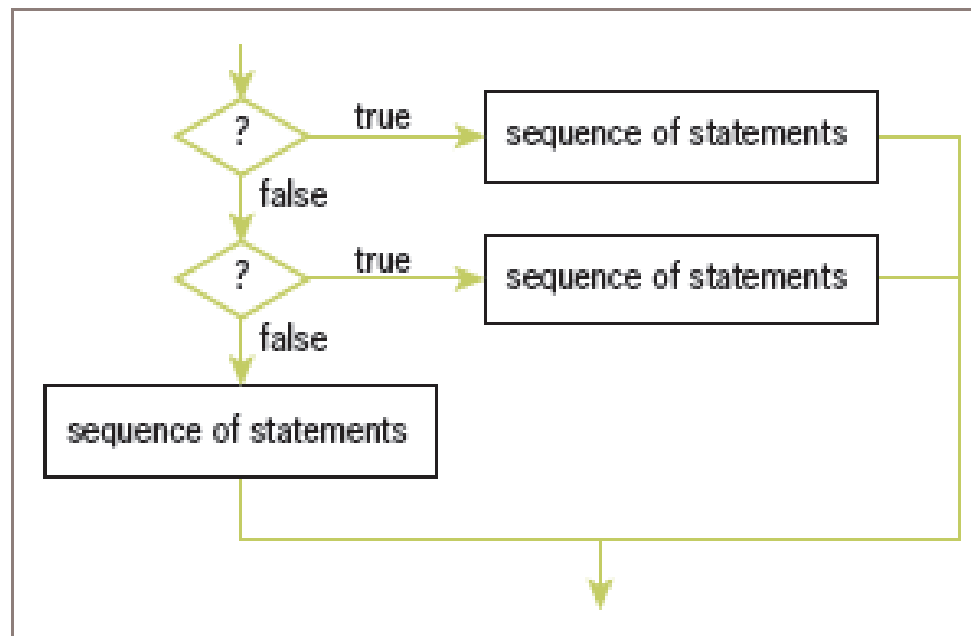 ?
true
sequence of statements
false
?
true
sequence of statements
false
sequence of statements